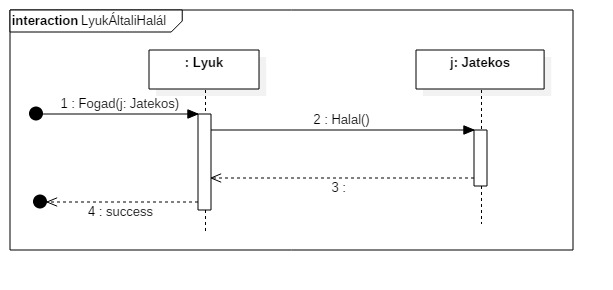 interaction LyukÁltaliHalál
: Lyuk
j: Jatekos
1 : Fogad(j: Jatekos)
2 : Halal()
3 :
4 : success